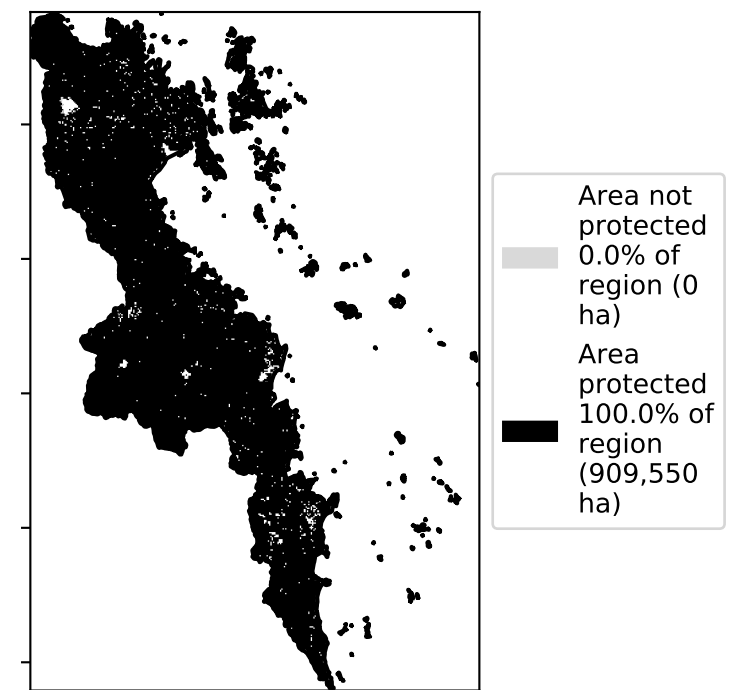 Area not
protected
0.0% of
region (0
ha)
Area
protected
100.0% of
region
(909,550
ha)